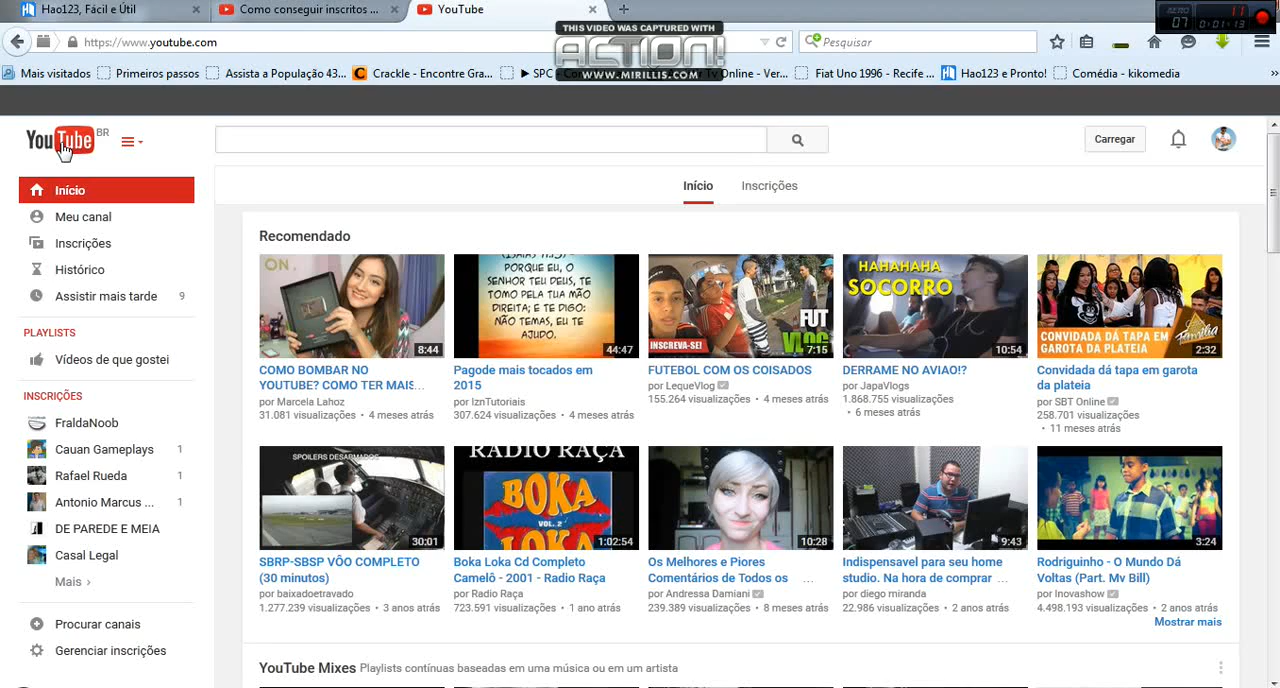 Hao123, Fácil e Útil
Como conseguir inscritos ...
YouTube
AERO
07
11
0:01:13
THIS VIDEO WAS CAPTURED WITH
ACTION!
WWW.MIRILLIS.COM
https://www.youtube.com
Pesquisar
Mais visitados
Primeiros passos
Assista a População 43...
Crackle - Encontre Gra...
SPC
Tv Online - Ver...
Fiat Uno 1996 - Recife ...
Hao123 e Pronto!
Comédia - kikomedia
YouTube BR
Carregar
Início
Inscrições
Início
Meu canal
Inscrições
Histórico
Assistir mais tarde 9
PLAYLISTS
Vídeos de que gostei
INSCRIÇÕES
FraldaNoob
Cauan Gameplays 1
Rafael Rueda 1
Antonio Marcus ... 1
DE PAREDE E MEIA
Casal Legal
Mais ›
Procurar canais
Gerenciar inscrições
Recomendado
ON .
8:44
COMO BOMBAR NO
YOUTUBE? COMO TER MAIS...
por Marcela Lahoz
31.081 visualizações • 4 meses atrás
PORQUE EU, O
SENHOR TEU DEUS, TE
TOMO PELA TUA MÃO
DIREITA; E TE DIGO:
NÃO TEMAS, EU TE
AJUDO.
44:47
Pagode mais tocados em
2015
por IznTutoriais
307.624 visualizações • 4 meses atrás
INSCREVA-SE!
FUT
VLOG
7:15
FUTEBOL COM OS COISADOS
por LequeVlog
155.264 visualizações • 4 meses atrás
HAHAHAHA
SOCORRO
10:54
DERRAME NO AVIAO!?
por JapaVlogs
1.868.755 visualizações
• 6 meses atrás
CONVIDADA DÁ TAPA EM
GAROTA DA PLATEIA
Família
2:32
Convidada dá tapa em garota
da plateia
por SBT Online
258.701 visualizações
• 11 meses atrás
SPOILERS DESARMADOS
30:01
SBRP-SBSP VÔO COMPLETO
(30 minutos)
por baixadoetravado
1.277.239 visualizações • 3 anos atrás
RADIO RAÇA
BOKA
VOL. 2
LOKA
1:02:54
Boka Loka Cd Completo
Camelô - 2001 - Radio Raça
por Radio Raça
723.591 visualizações • 1 ano atrás
10:28
Os Melhores e Piores
Comentários de Todos os ...
por Andressa Damiani
239.389 visualizações • 8 meses atrás
9:43
Indispensavel para seu home
studio. Na hora de comprar ...
por diego miranda
22.986 visualizações • 2 anos atrás
3:24
Rodriguinho - O Mundo Dá
Voltas (Part. Mv Bill)
por Inovashow
4.498.193 visualizações • 2 anos atrás
Mostrar mais
YouTube Mixes Playlists contínuas baseadas em uma música ou em um artista